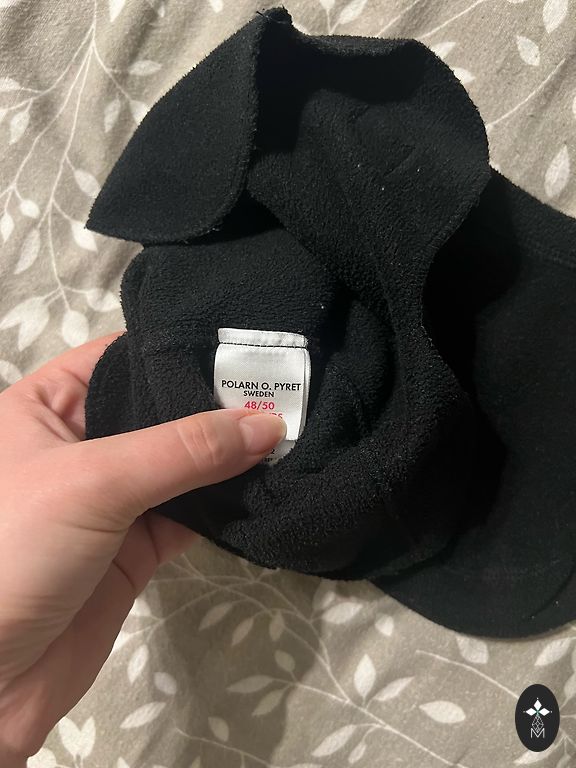 POLARN O. PYRET
SWEDEN
48/50
M